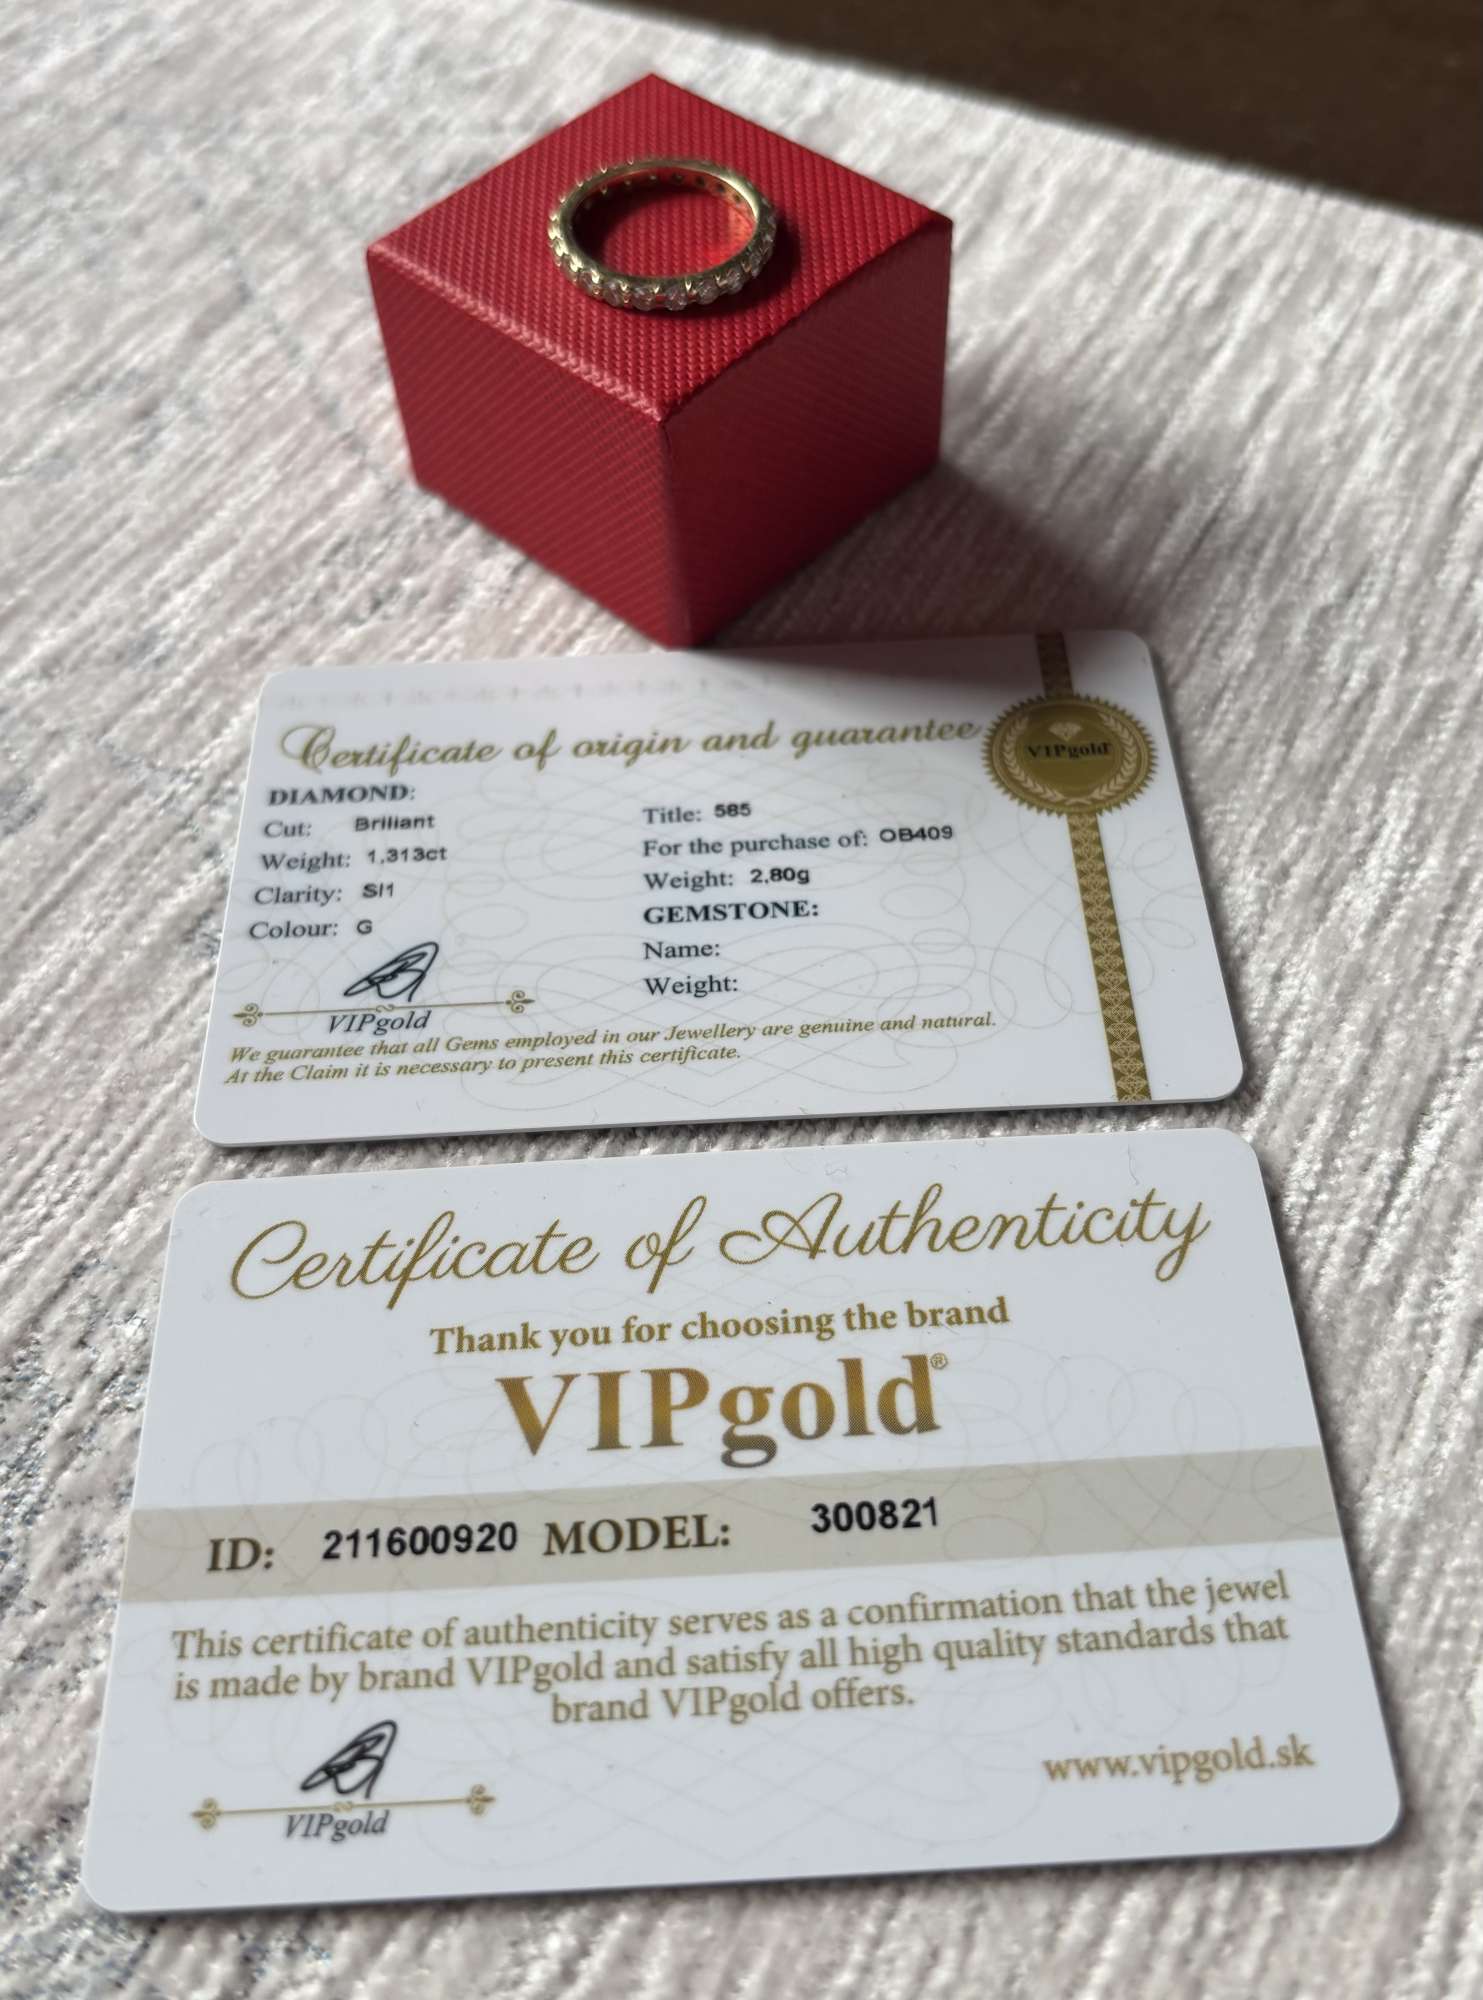 Certificate of origin and guarantee
VIPgold
DIAMOND:
Cut: Brilliant
Weight: 1,313ct
Clarity: SI1
Colour: G
Title: 585
For the purchase of: OB409
Weight: 2,80g
GEMSTONE:
Name:
Weight:
VIPgold
We guarantee that all Gems employed in our Jewellery are genuine and natural.
At the Claim it is necessary to present this certificate.
Certificate of Authenticity
Thank you for choosing the brand
VIPgold®
ID: 211600920 MODEL: 300821
This certificate of authenticity serves as a confirmation that the jewel
is made by brand VIPgold and satisfy all high quality standards that
brand VIPgold offers.
www.vipgold.sk
VIPgold